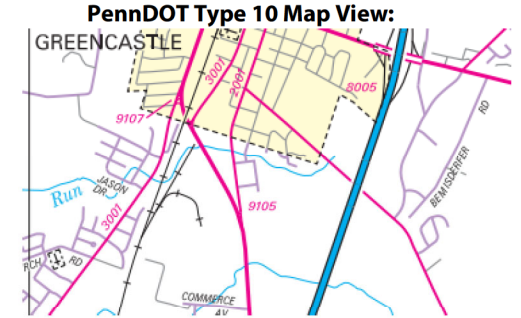 PennDOT Type 10 Map View:
GREENCASTLE
3001
2001
8005
9107
RD
BEMISDERFER
JASON
DR
Run
3001
9105
RCH
RD
COMMERCE
AV